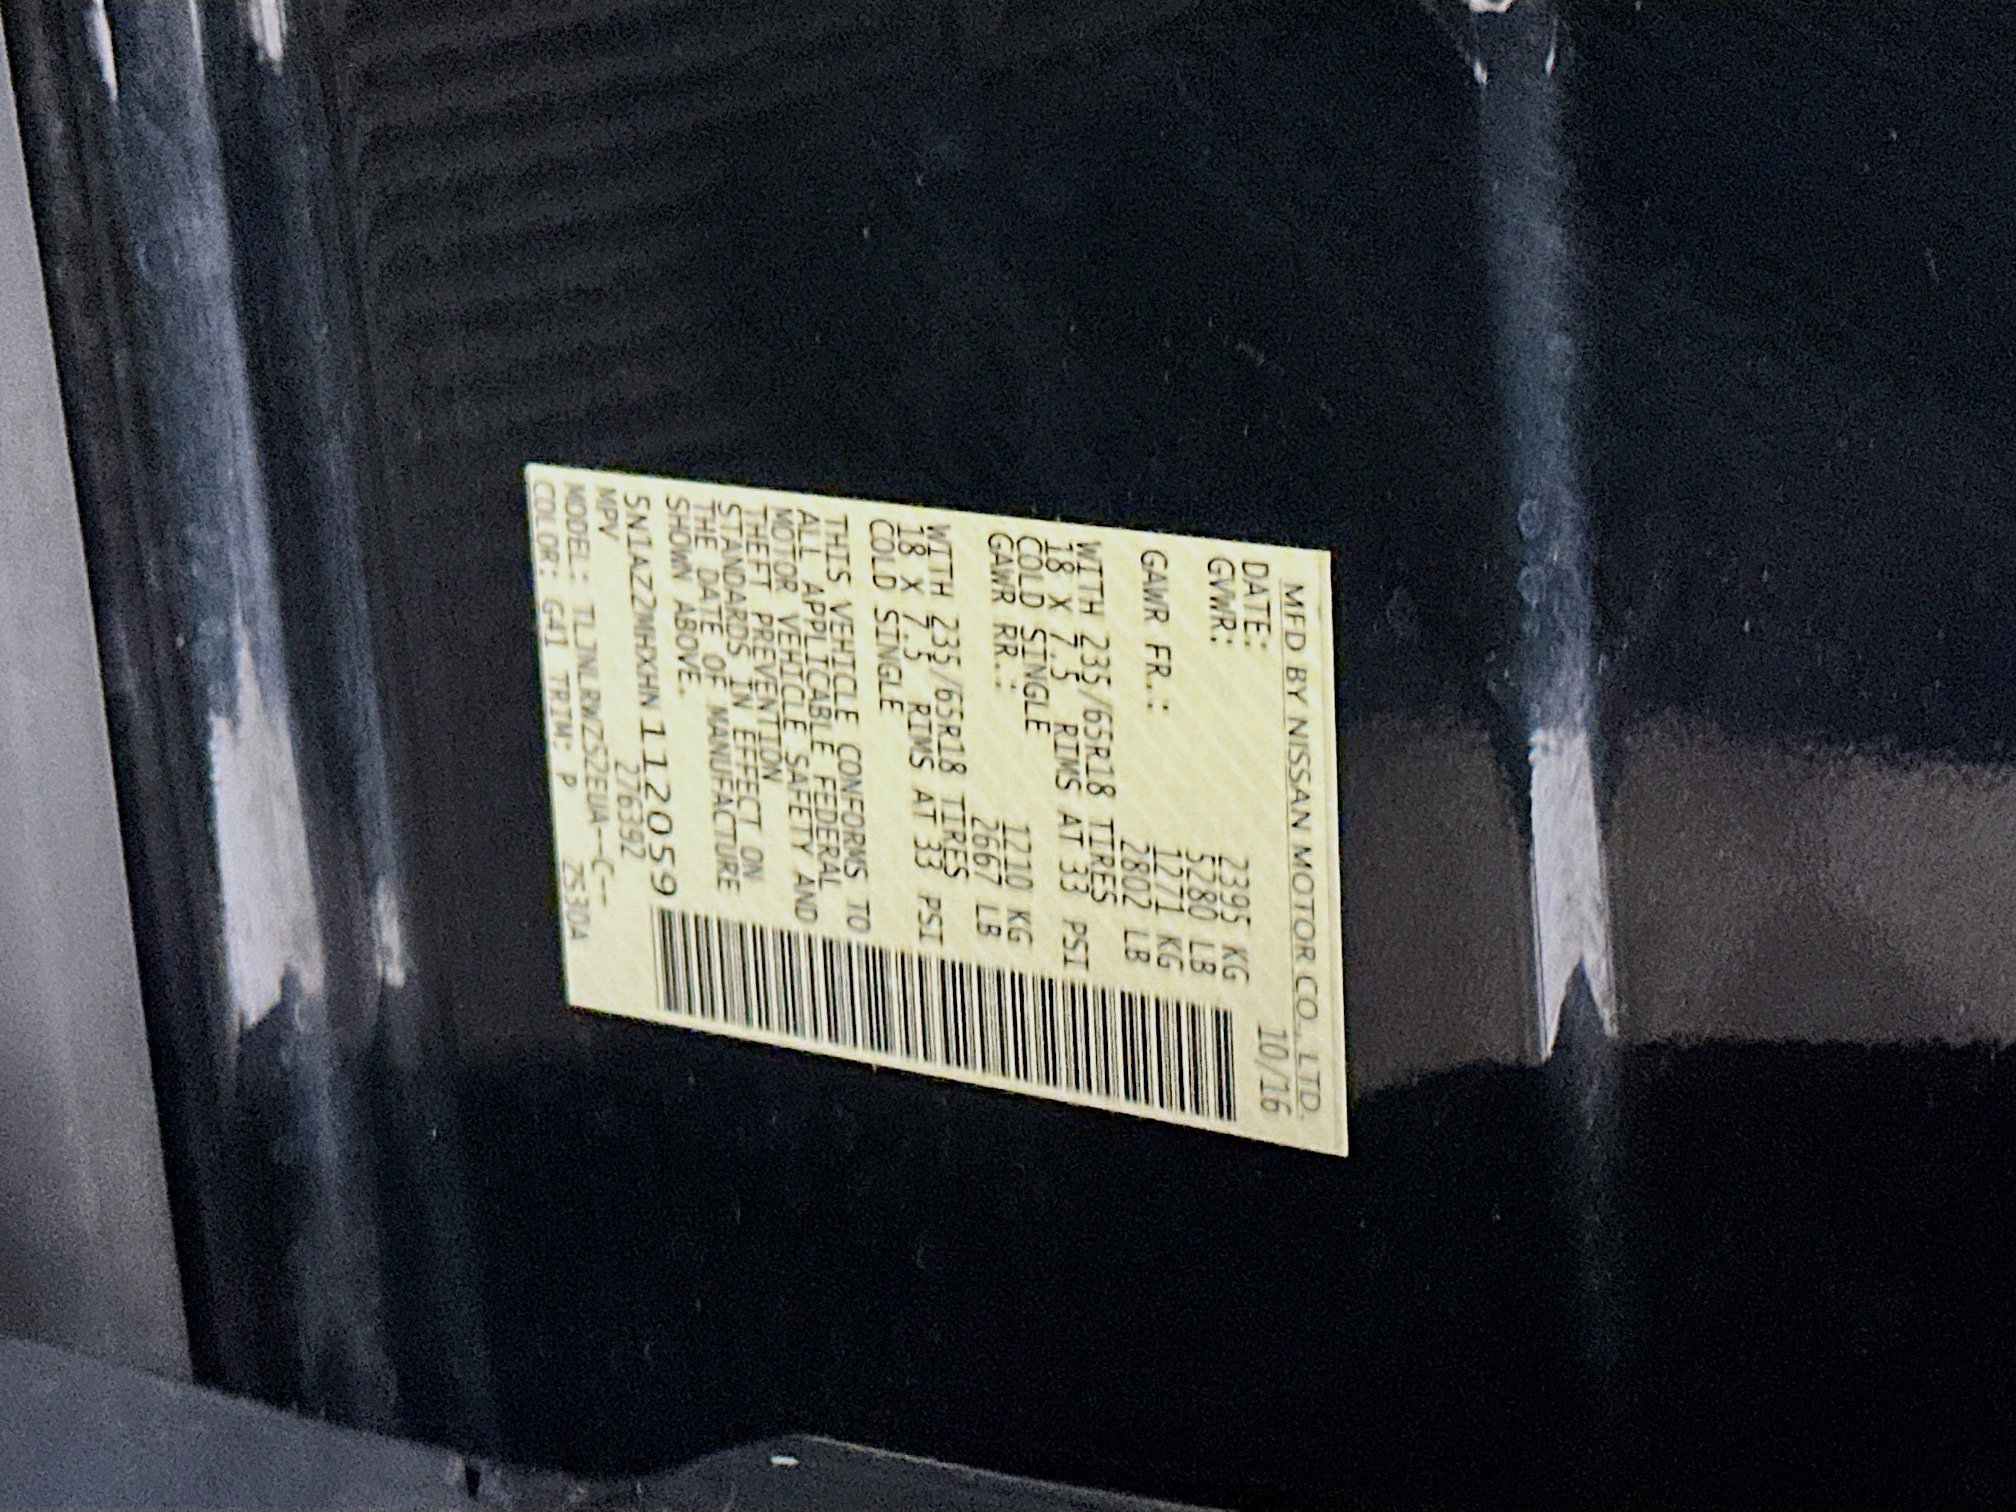 MFD BY NISSAN MOTOR CO., LTD.
DATE: 10/16
GVWR: 2395 KG
5280 LB
GAWR FR.: 1271 KG
2802 LB
WITH 235/65R18 TIRES
18 X 7.5 RIMS AT 33 PSI
COLD SINGLE
GAWR RR.: 1210 KG
2667 LB
WITH 235/65R18 TIRES
18 X 7.5 RIMS AT 33 PSI
COLD SINGLE
THIS VEHICLE CONFORMS TO
ALL APPLICABLE FEDERAL
MOTOR VEHICLE SAFETY AND
THEFT PREVENTION
STANDARDS IN EFFECT ON
THE DATE OF MANUFACTURE
SHOWN ABOVE.
5N1AZ2MHXHN112059
MPV 276392
MODEL: TLJNLRWZ52EUA-C--
COLOR: G41 TRIM: P 2530A